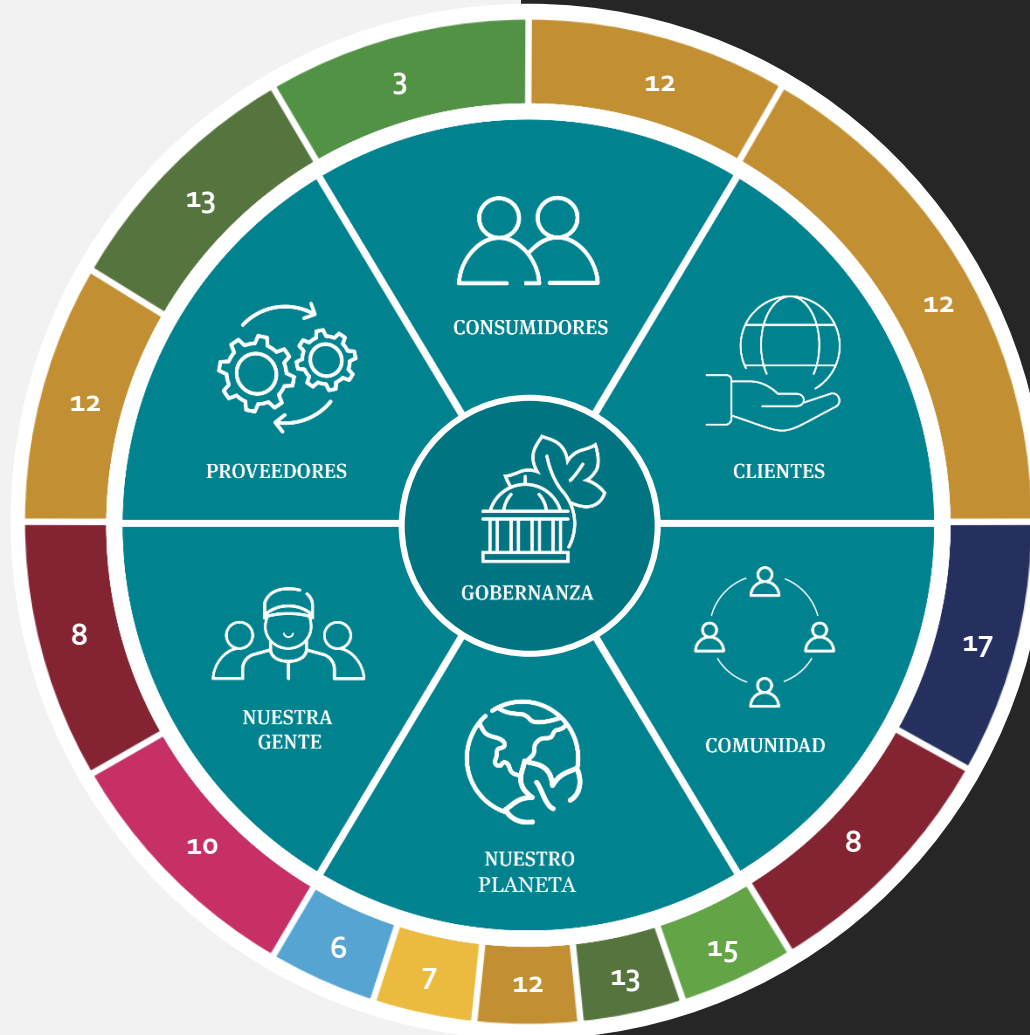 3
12
13
12
CONSUMIDORES
12
PROVEEDORES
CLIENTES
GOBERNANZA
8
17
NUESTRA
GENTE
COMUNIDAD
10
8
NUESTRO
PLANETA
6
7
12
13
15